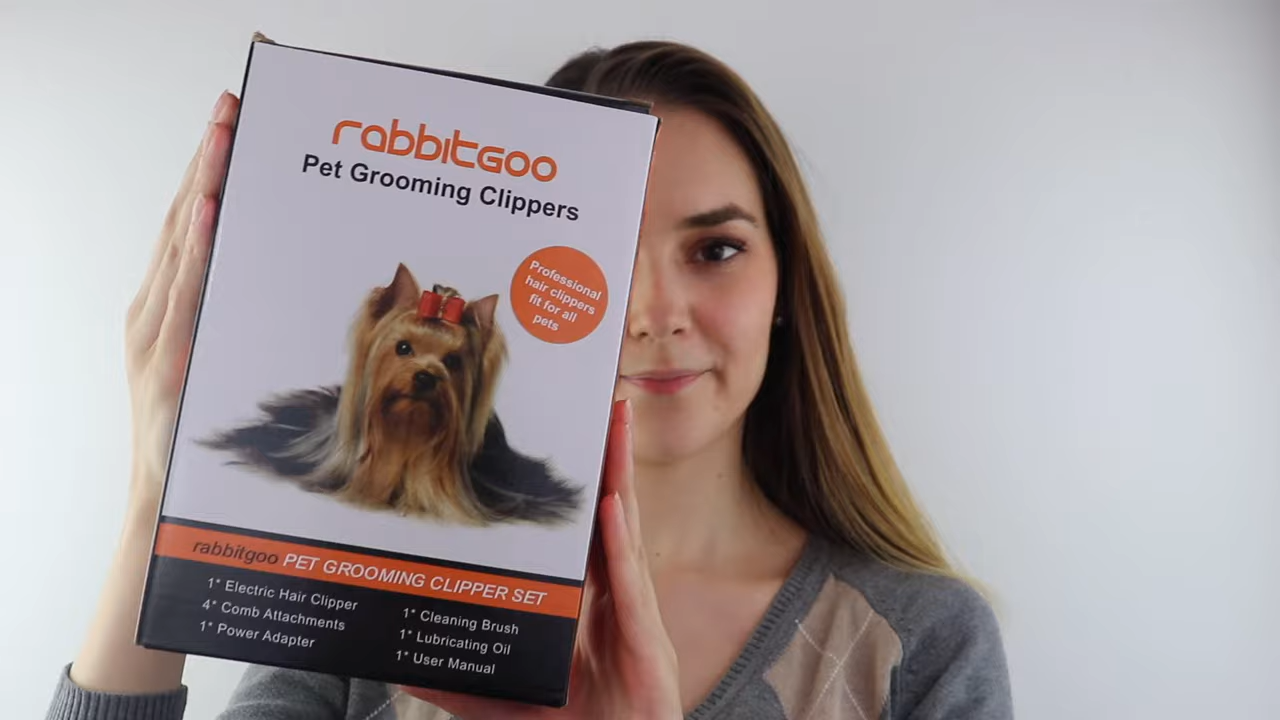 rabbitgoo
Pet Grooming Clippers
Professional
hair clippers
fit for all
pets
rabbitgoo PET GROOMING CLIPPER SET
1* Electric Hair Clipper
4* Comb Attachments
1* Power Adapter
1* Cleaning Brush
1* Lubricating Oil
1* User Manual